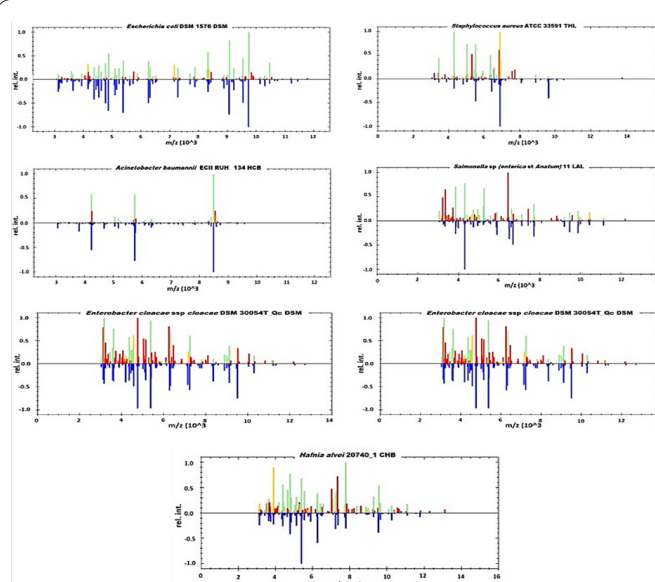 Escherichia coli DSM 1576 DSM
rel. int.
1.0
0.5
0.0
-0.5
-1.0
3 4 5 6 7 8 9 10 11 12
m/z (10^3
Staphylococcus aureus ATCC 33591 THL
rel. int.
1.0
0.5
0.0
-0.5
-1.0
0 2 4 6 8 10 12
m/z (10^3
Acinetobacter baumannii ECII RUH 134 HCB
rel. int.
1.0
0.5
0.0
-0.5
-1.0
3 4 5 6 7 8 9 10 11 12
m/z (10^3
Salmonella sp (enterica st Anatum) 11 LAL
rel. int.
1.0
0.5
0.0
-0.5
-1.0
0 2 4 6 8 10 12
m/z (10^3
Enterobacter cloacae ssp cloacae DSM 30054T_Qc DSM
rel. int.
1.0
0.5
0.0
0.5
-1.0
0 2 4 6 8 10 12 14
m/z (10^3
Enterobacter cloacae ssp cloacae DSM 30054T_Qc DSM
rel. int.
1.0
0.5
0.0
0.5
-1.0
0 2 4 6 8 10 12
m/z (10^3
Hafnia alvei 20740_1 CHB
rel. int.
1.0
0.5
0.0
-0.5
0 2 4 6 8 10 12 14 16